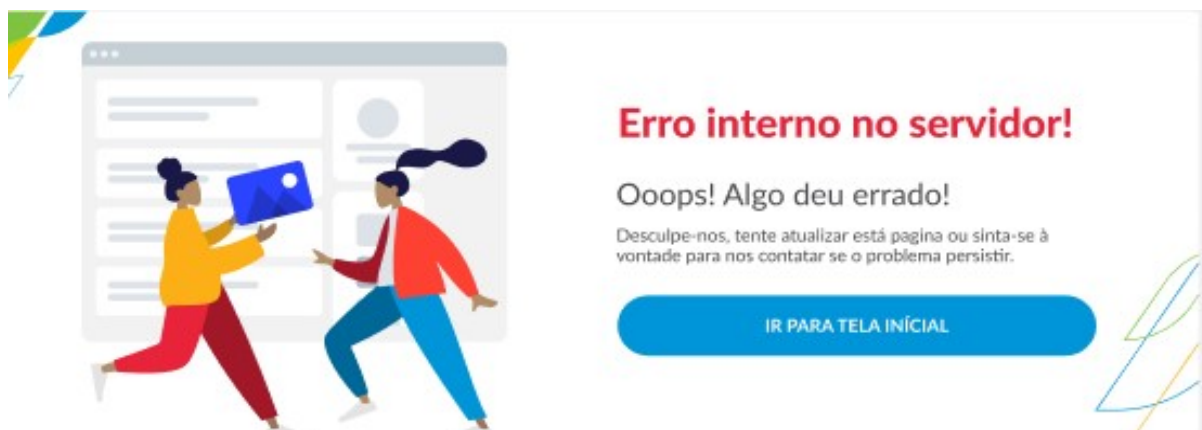 Erro interno no servidor!
Ooops! Algo deu errado!
Desculpe-nos, tente atualizar está pagina ou sinta-se à
vontade para nos contatar se o problema persistir.
IR PARA TELA INÍCIAL